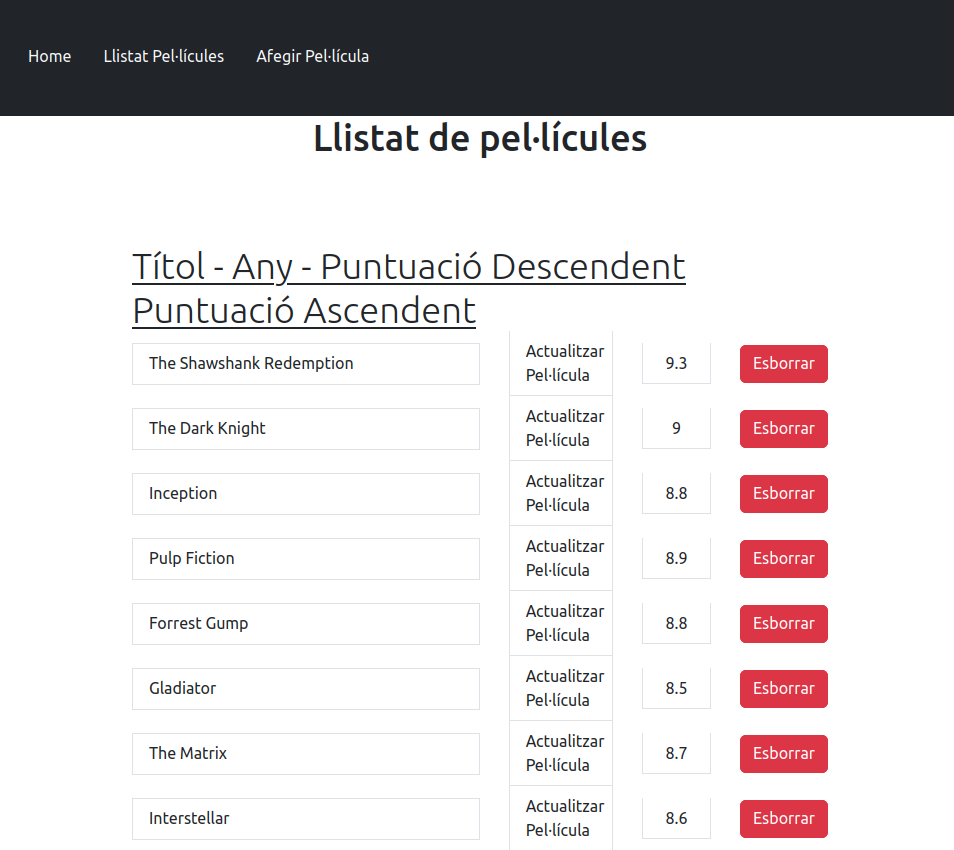 Home Llistat Pel·lícules Afegir Pel·lícula
Llistat de pel·lícules
Títol - Any - Puntuació Descendent
Puntuació Ascendent
The Shawshank Redemption
Actualitzar
Pel·lícula
9.3
Esborrar
The Dark Knight
Actualitzar
Pel·lícula
9
Esborrar
Inception
Actualitzar
Pel·lícula
8.8
Esborrar
Pulp Fiction
Actualitzar
Pel·lícula
8.9
Esborrar
Forrest Gump
Actualitzar
Pel·lícula
8.8
Esborrar
Gladiator
Actualitzar
Pel·lícula
8.5
Esborrar
The Matrix
Actualitzar
Pel·lícula
8.7
Esborrar
Interstellar
Actualitzar
Pel·lícula
8.6
Esborrar